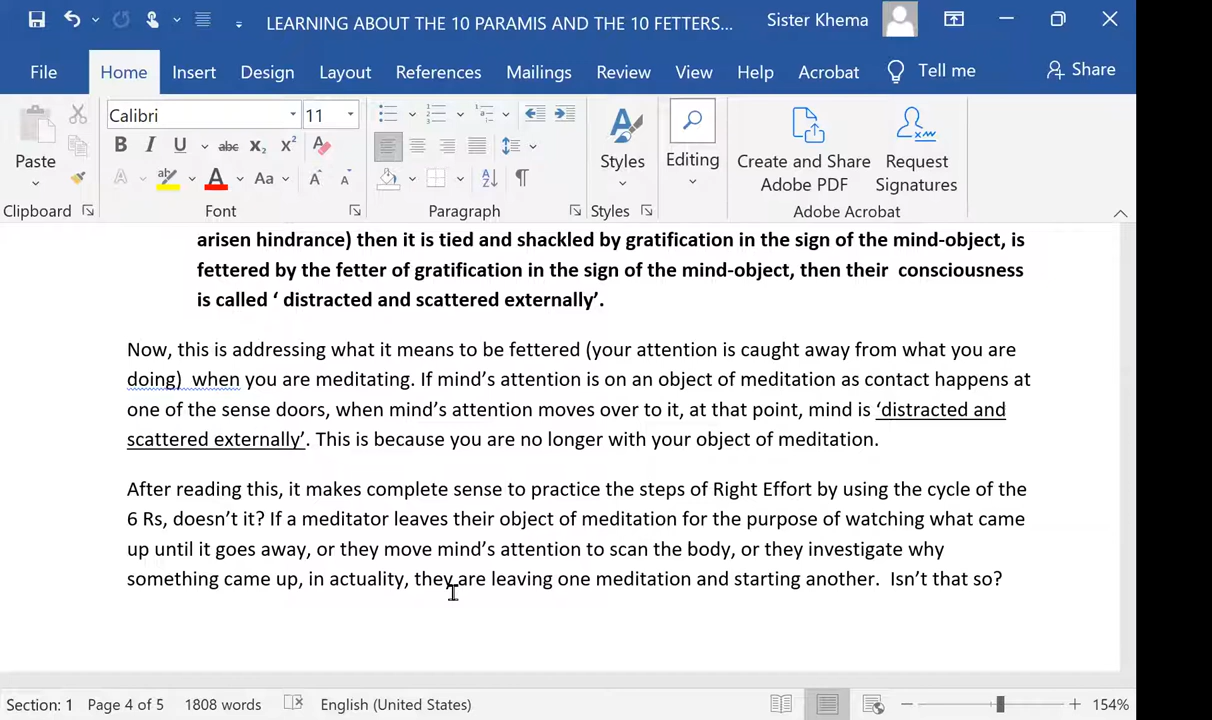 LEARNING ABOUT THE 10 PARAMIS AND THE 10 FETTERS...
Sister Khema
File Home Insert Design Layout References Mailings Review View Help Acrobat Tell me Share
Calibri 11
Paste
B I U abc X₂ X² A
A ab A Aa A A
Styles
Editing
Create and Share Adobe PDF
Request Signatures
Clipboard Font Paragraph Styles Adobe Acrobat
arisen hindrance) then it is tied and shackled by gratification in the sign of the mind-object, is
fettered by the fetter of gratification in the sign of the mind-object, then their  consciousness
is called ‘ distracted and scattered externally’.
Now, this is addressing what it means to be fettered (your attention is caught away from what you are
doing)  when you are meditating. If mind’s attention is on an object of meditation as contact happens at
one of the sense doors, when mind’s attention moves over to it, at that point, mind is ‘distracted and
scattered externally’. This is because you are no longer with your object of meditation.
After reading this, it makes complete sense to practice the steps of Right Effort by using the cycle of the
6 Rs, doesn’t it? If a meditator leaves their object of meditation for the purpose of watching what came
up until it goes away, or they move mind’s attention to scan the body, or they investigate why
something came up, in actuality, they are leaving one meditation and starting another.  Isn’t that so?
Section: 1 Page 4 of 5 1808 words English (United States) 154%